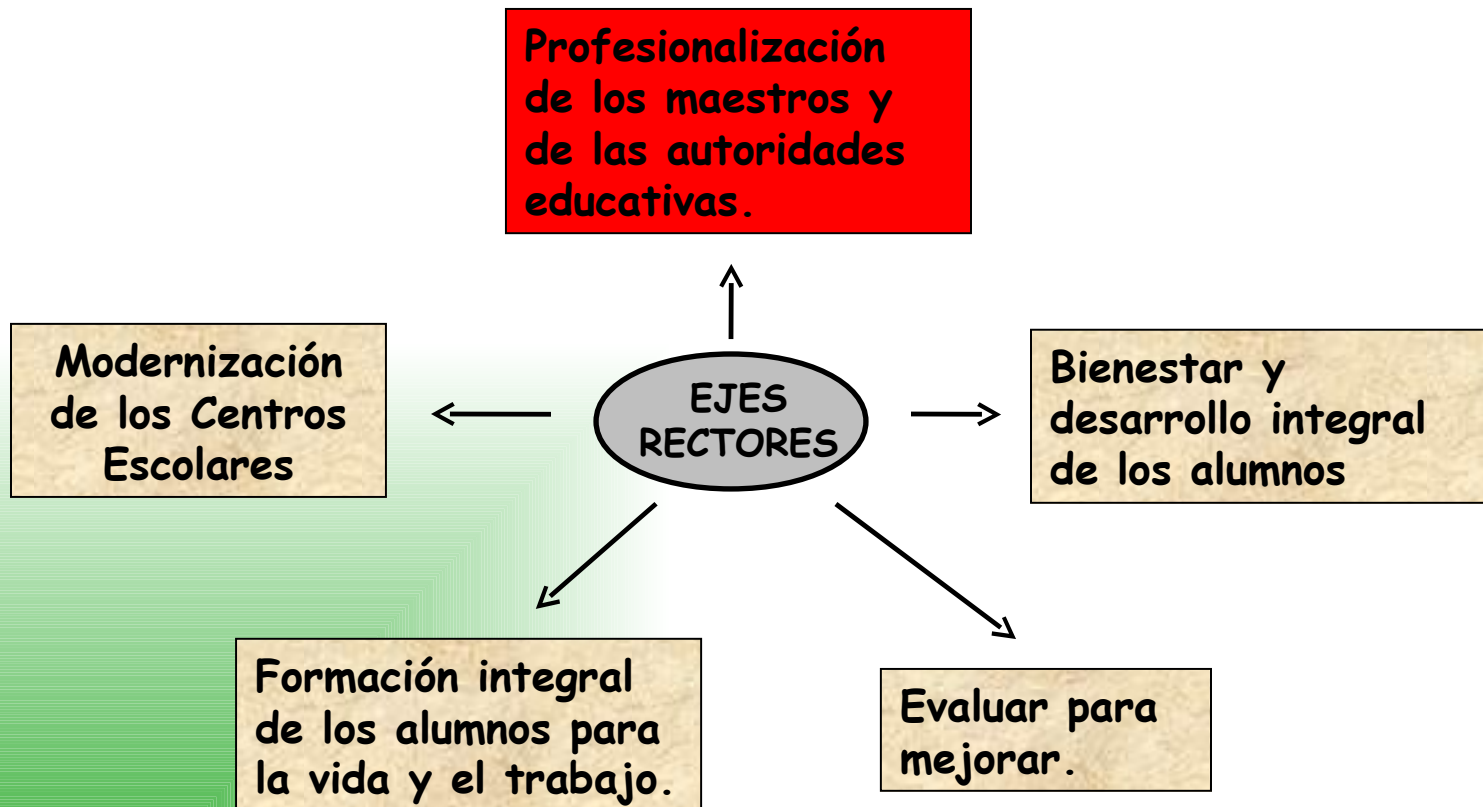 Profesionalización
de los maestros y
de las autoridades
educativas.
Modernización
de los Centros
Escolares
EJES
RECTORES
Bienestar y
desarrollo integral
de los alumnos
Formación integral
de los alumnos para
la vida y el trabajo.
Evaluar para
mejorar.